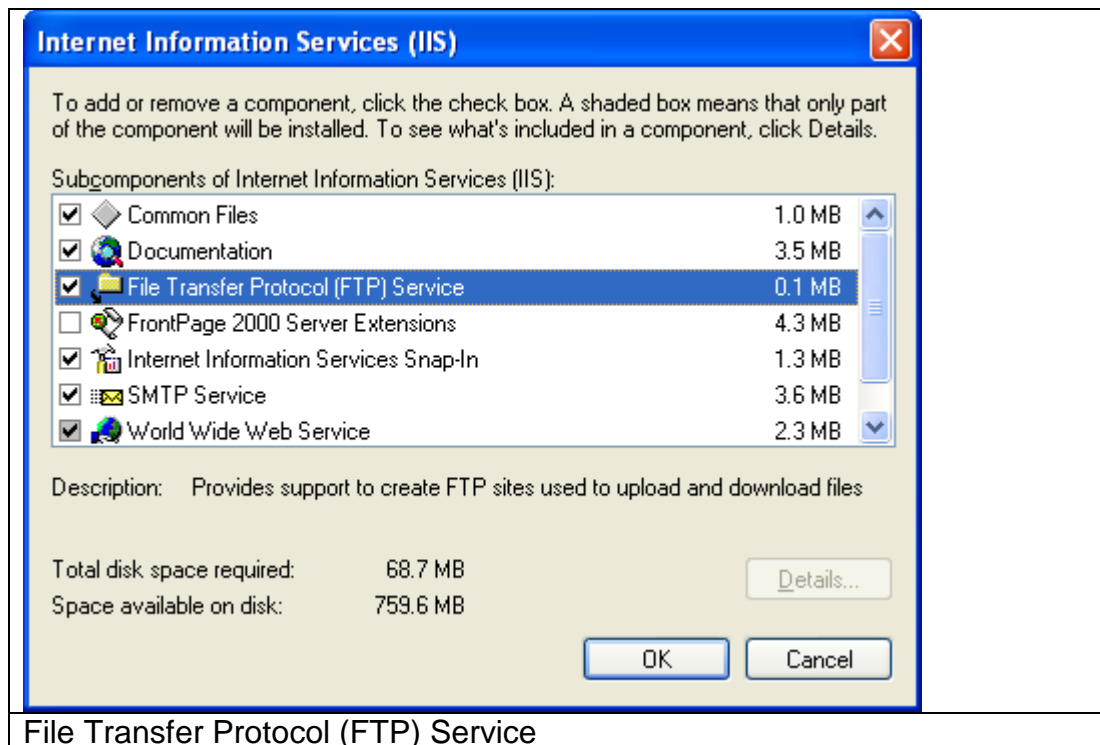 Internet Information Services (IIS)
To add or remove a component, click the check box. A shaded box means that only part
of the component will be installed. To see what's included in a component, click Details.
Subcomponents of Internet Information Services (IIS):
Common Files 1.0 MB
Documentation 3.5 MB
File Transfer Protocol (FTP) Service 0.1 MB
FrontPage 2000 Server Extensions 4.3 MB
Internet Information Services Snap-In 1.3 MB
SMTP Service 3.6 MB
World Wide Web Service 2.3 MB
Description: Provides support to create FTP sites used to upload and download files
Total disk space required: 68.7 MB
Details...
Space available on disk: 759.6 MB
OK Cancel
File Transfer Protocol (FTP) Service